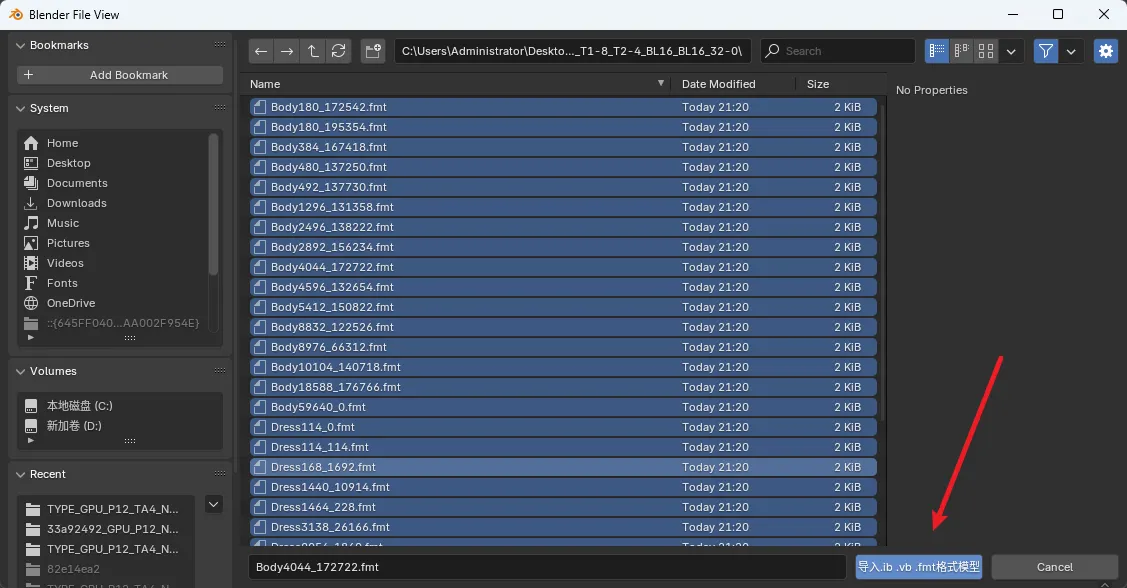 Blender File View
Bookmarks
Add Bookmark
System
Home
Desktop
Documents
Downloads
Music
Pictures
Videos
Fonts
OneDrive
::{645FF040...AA002F954E}
Volumes
本地磁盘 (C:)
新加卷 (D:)
Recent
TYPE_GPU_P12_TA4_N...
33a92492_GPU_P12_N...
TYPE_GPU_P12_TA4_N...
82e14ea2
TYPE_GPU_P12_TA4_N...
C:\Users\Administrator\Deskto..._T1-8_T2-4_BL16_BL16_32-0\
Search
Name Date Modified Size
Body180_172542.fmt Today 21:20 2 KiB
Body180_195354.fmt Today 21:20 2 KiB
Body384_167418.fmt Today 21:20 2 KiB
Body480_137250.fmt Today 21:20 2 KiB
Body492_137730.fmt Today 21:20 2 KiB
Body1296_131358.fmt Today 21:20 2 KiB
Body2496_138222.fmt Today 21:20 2 KiB
Body2892_156234.fmt Today 21:20 2 KiB
Body4044_172722.fmt Today 21:20 2 KiB
Body4596_132654.fmt Today 21:20 2 KiB
Body5412_150822.fmt Today 21:20 2 KiB
Body8832_122526.fmt Today 21:20 2 KiB
Body8976_66312.fmt Today 21:20 2 KiB
Body10104_140718.fmt Today 21:20 2 KiB
Body18588_176766.fmt Today 21:20 2 KiB
Body59640_0.fmt Today 21:20 2 KiB
Dress114_0.fmt Today 21:20 2 KiB
Dress114_114.fmt Today 21:20 2 KiB
Dress168_1692.fmt Today 21:20 2 KiB
Dress1440_10914.fmt Today 21:20 2 KiB
Dress1464_228.fmt Today 21:20 2 KiB
Dress3138_26166.fmt Today 21:20 2 KiB
No Properties
Body4044_172722.fmt
导入.ib .vb .fmt格式模型
Cancel